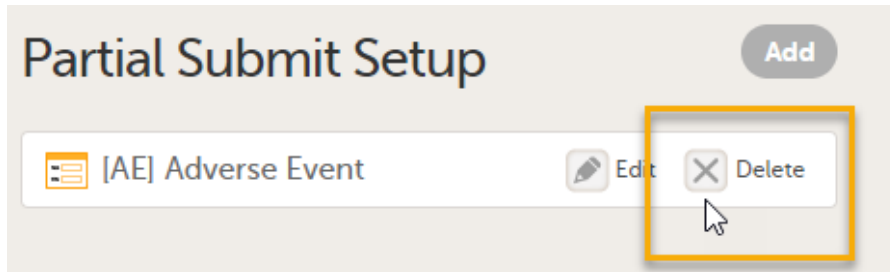 Partial Submit Setup
Add
[AE] Adverse Event
Edit
Delete